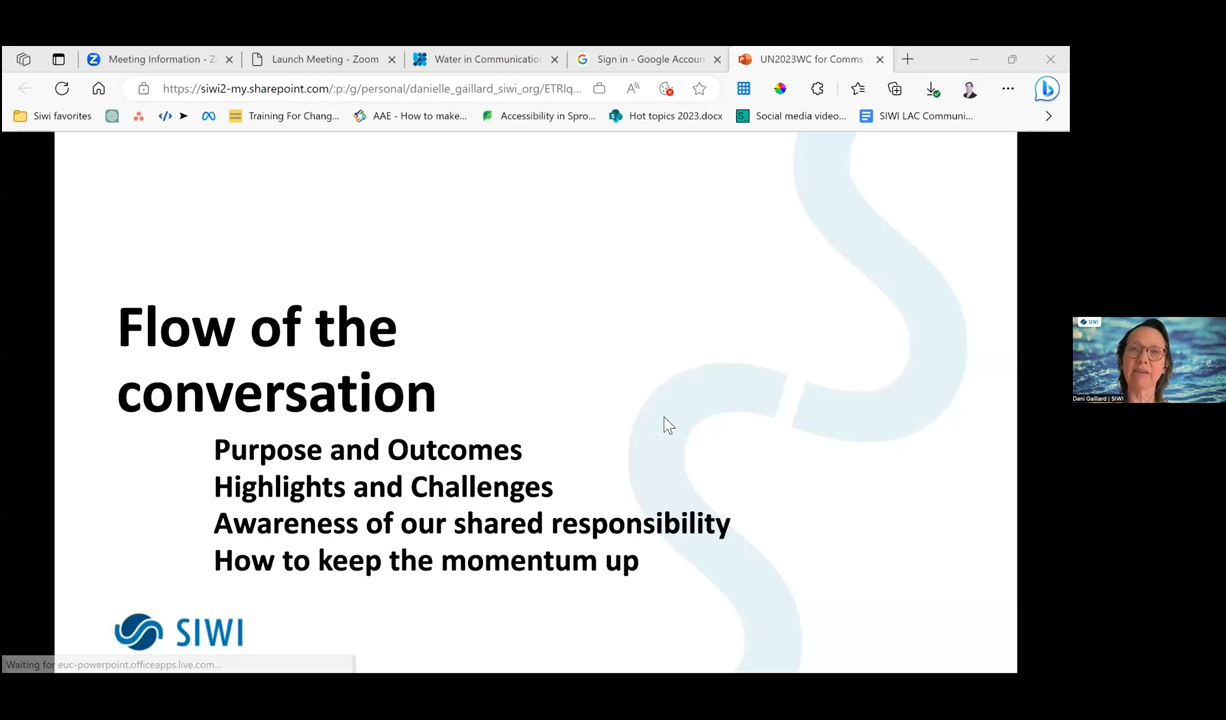 Meeting Information - Z
Launch Meeting - Zoom
Water in Communicatio
Sign in - Google Accoun
UN2023WC for Comms
https://siwi2-my.sharepoint.com/:p:/g/personal/danielle_gaillard_siwi_org/ETRlq...
Siwi favorites
Training For Chang...
AAE - How to make...
Accessibility in Spro...
Hot topics 2023.docx
Social media video...
SIWI LAC Communi...
Flow of the
conversation
Purpose and Outcomes
Highlights and Challenges
Awareness of our shared responsibility
How to keep the momentum up
SIWI
SIWI
Dani Gaillard | SIWI
Waiting for euc-powerpoint.officeapps.live.com...